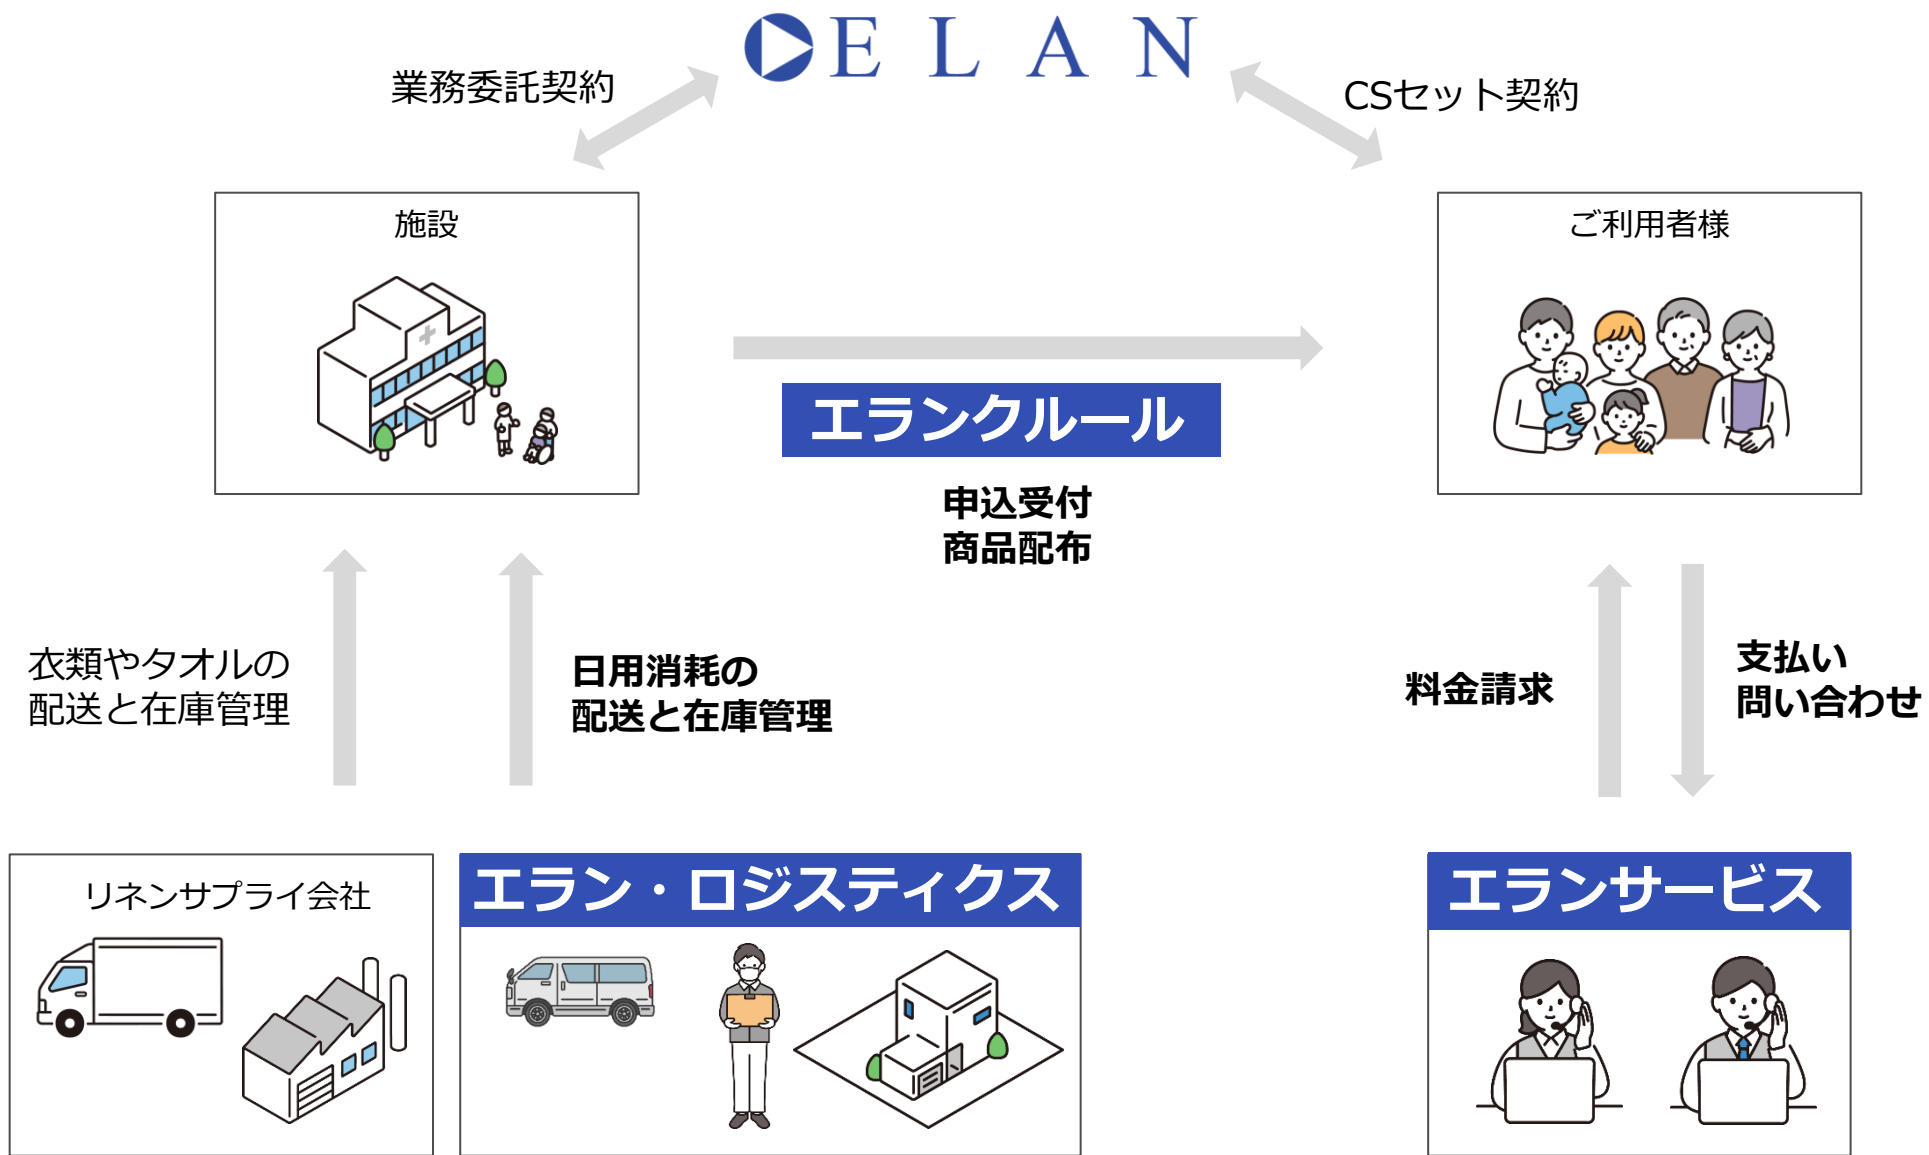 ELAN
業務委託契約
CSセット契約
施設
ご利用者様
エランクルール
申込受付
商品配布
衣類やタオルの
配送と在庫管理
日用消耗の
配送と在庫管理
料金請求
支払い
問い合わせ
リネンサプライ会社
エラン・ロジスティクス
エランサービス